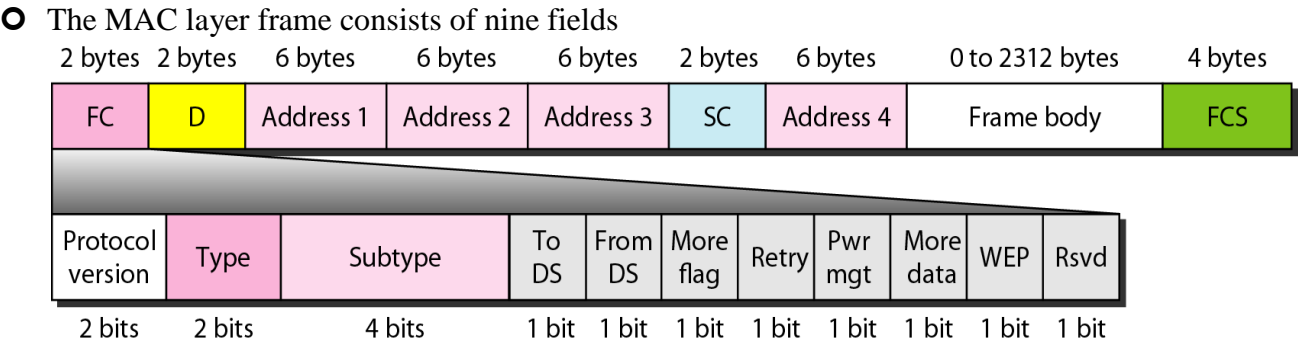 The MAC layer frame consists of nine fields
2 bytes 2 bytes 6 bytes 6 bytes 6 bytes 2 bytes 6 bytes 0 to 2312 bytes 4 bytes
FC D Address 1 Address 2 Address 3 SC Address 4 Frame body FCS
Protocol version Type Subtype To DS From DS More flag Retry Pwr mgt More data WEP Rsvd
2 bits 2 bits 4 bits 1 bit 1 bit 1 bit 1 bit 1 bit 1 bit 1 bit 1 bit